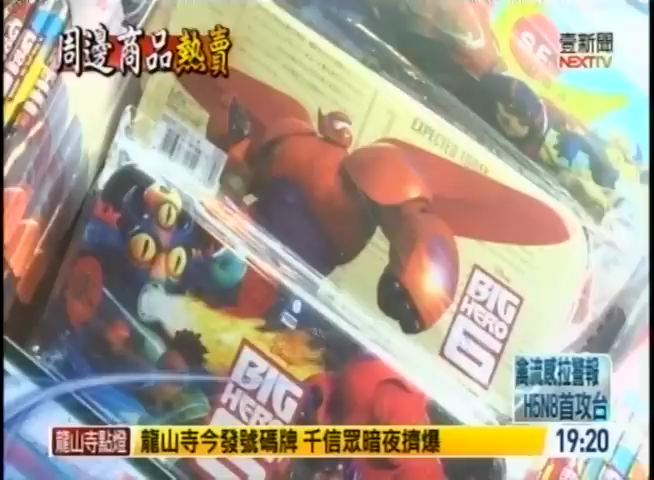 周邊商品熱賣
壹新聞
NEXTTV
BIG
HERO
6
BIG
HERO
6
禽流感拉警報
H5N8首攻台
龍山寺點燈
龍山寺今發號碼牌 千信眾暗夜擠爆
19:20